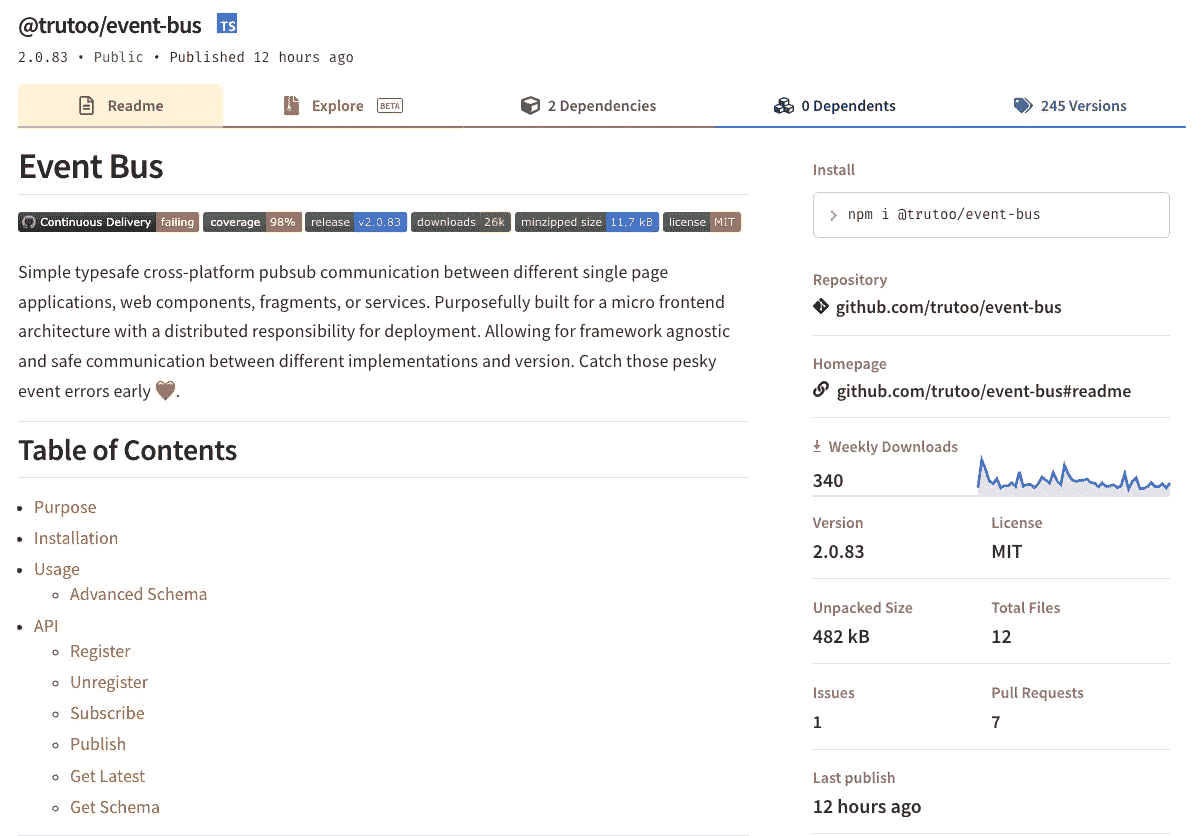 @trutoo/event-bus TS
2.0.83 • Public • Published 12 hours ago
Readme
Explore BETA
2 Dependencies
0 Dependents
245 Versions
Event Bus
Continuous Delivery failing coverage 98% release v2.0.83 downloads 26k minzipped size 11.7 kB license MIT
Simple typesafe cross-platform pubsub communication between different single page
applications, web components, fragments, or services. Purposefully built for a micro frontend
architecture with a distributed responsibility for deployment. Allowing for framework agnostic
and safe communication between different implementations and version. Catch those pesky
event errors early 🤎.
Table of Contents
• Purpose
• Installation
• Usage
◦ Advanced Schema
• API
◦ Register
◦ Unregister
◦ Subscribe
◦ Publish
◦ Get Latest
◦ Get Schema
Install
> npm i @trutoo/event-bus
Repository
github.com/trutoo/event-bus
Homepage
github.com/trutoo/event-bus#readme
Weekly Downloads
340
Version
2.0.83
License
MIT
Unpacked Size
482 kB
Total Files
12
Issues
1
Pull Requests
7
Last publish
12 hours ago